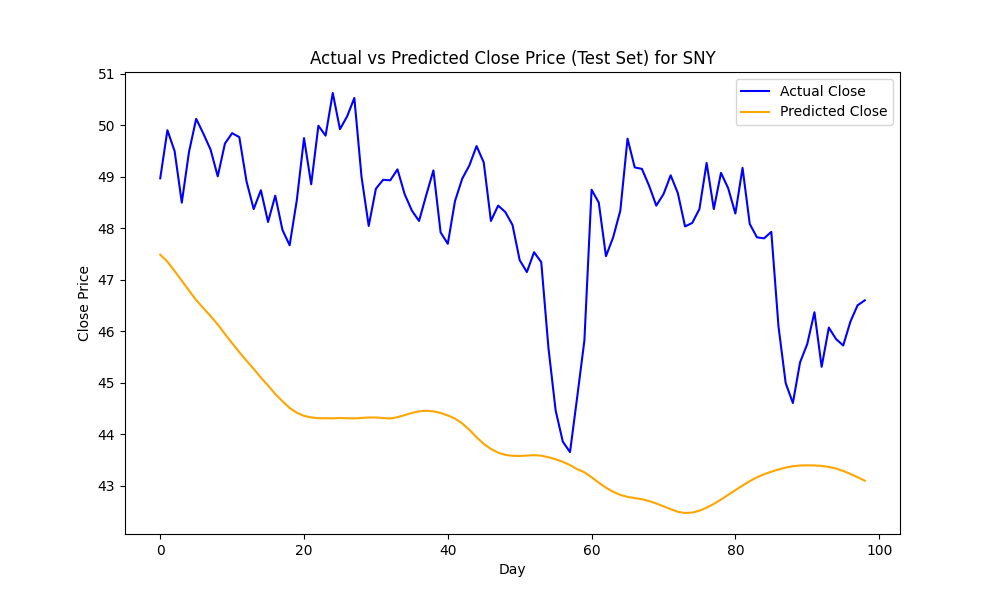 Actual vs Predicted Close Price (Test Set) for SNY
Actual Close
Predicted Close
Close Price
51
50
49
48
47
46
45
44
43
0 20 40 60 80 100
Day